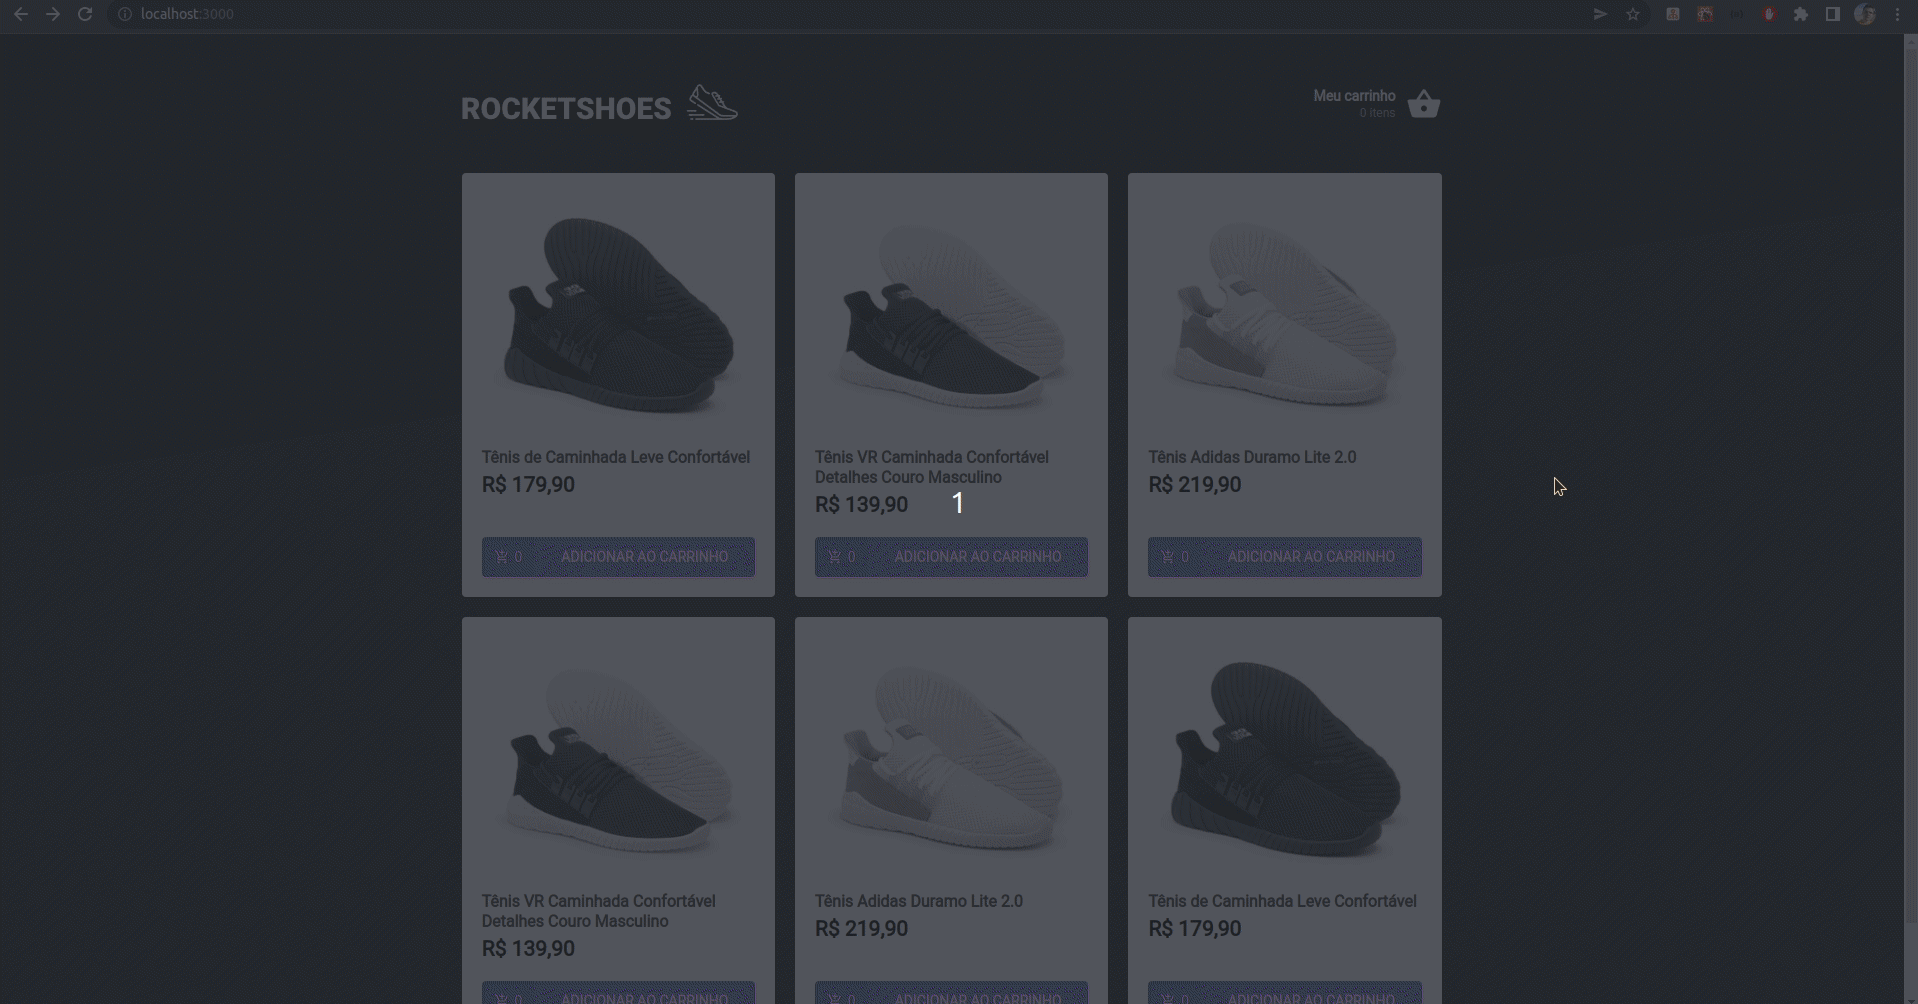 localhost:3000
ROCKETSHOES
Meu carrinho
0 itens
Tênis de Caminhada Leve Confortável
R$ 179,90
0 ADICIONAR AO CARRINHO
Tênis VR Caminhada Confortável
Detalhes Couro Masculino
R$ 139,90
1
0 ADICIONAR AO CARRINHO
Tênis Adidas Duramo Lite 2.0
R$ 219,90
0 ADICIONAR AO CARRINHO
Tênis VR Caminhada Confortável
Detalhes Couro Masculino
R$ 139,90
0 ADICIONAR AO CARRINHO
Tênis Adidas Duramo Lite 2.0
R$ 219,90
0 ADICIONAR AO CARRINHO
Tênis de Caminhada Leve Confortável
R$ 179,90
0 ADICIONAR AO CARRINHO